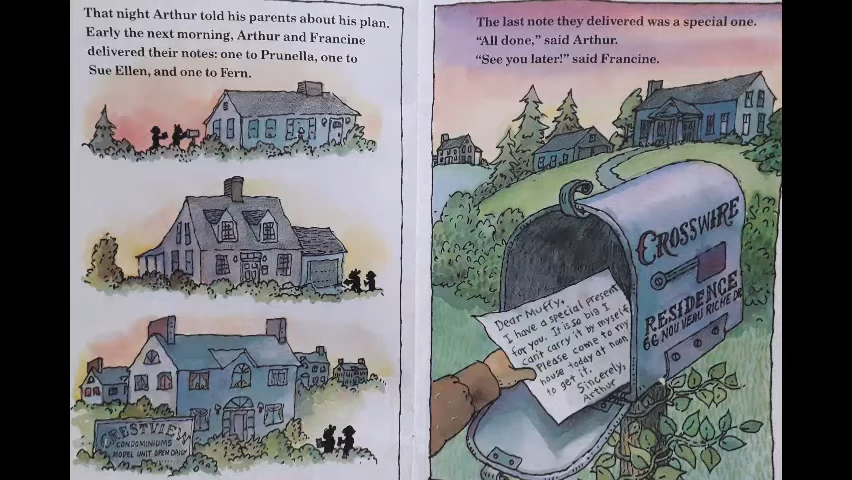 That night Arthur told his parents about his plan.
Early the next morning, Arthur and Francine
delivered their notes: one to Prunella, one to
Sue Ellen, and one to Fern.
CRESTVIEW
CONDOMINIUMS
MODEL UNIT OPEN DAILY
The last note they delivered was a special one.
“All done,” said Arthur.
“See you later!” said Francine.
CROSSWIRE
RESIDENCE
66 NOUVEAU RICHE DR.
Dear Muffy,
I have a special present
for you. It is so big I
can't carry it by myself
Please come to my
house today at noon
to get it.
Sincerely,
Arthur